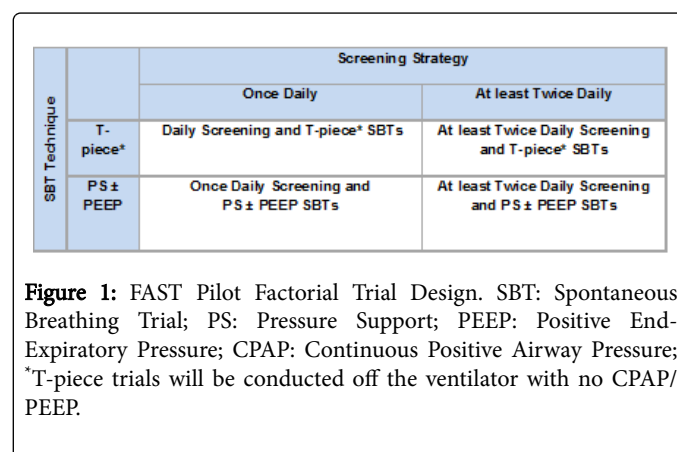 Screening Strategy
Once Daily
At least Twice Daily
SBT Technique
T-
piece*
Daily Screening and T-piece* SBTs
At least Twice Daily Screening
and T-piece* SBTs
PS ±
PEEP
Once Daily Screening and
PS ± PEEP SBTs
At least Twice Daily Screening
and PS ± PEEP SBTs
Figure 1: FAST Pilot Factorial Trial Design. SBT: Spontaneous
Breathing Trial; PS: Pressure Support; PEEP: Positive End-
Expiratory Pressure; CPAP: Continuous Positive Airway Pressure;
*T-piece trials will be conducted off the ventilator with no CPAP/
PEEP.